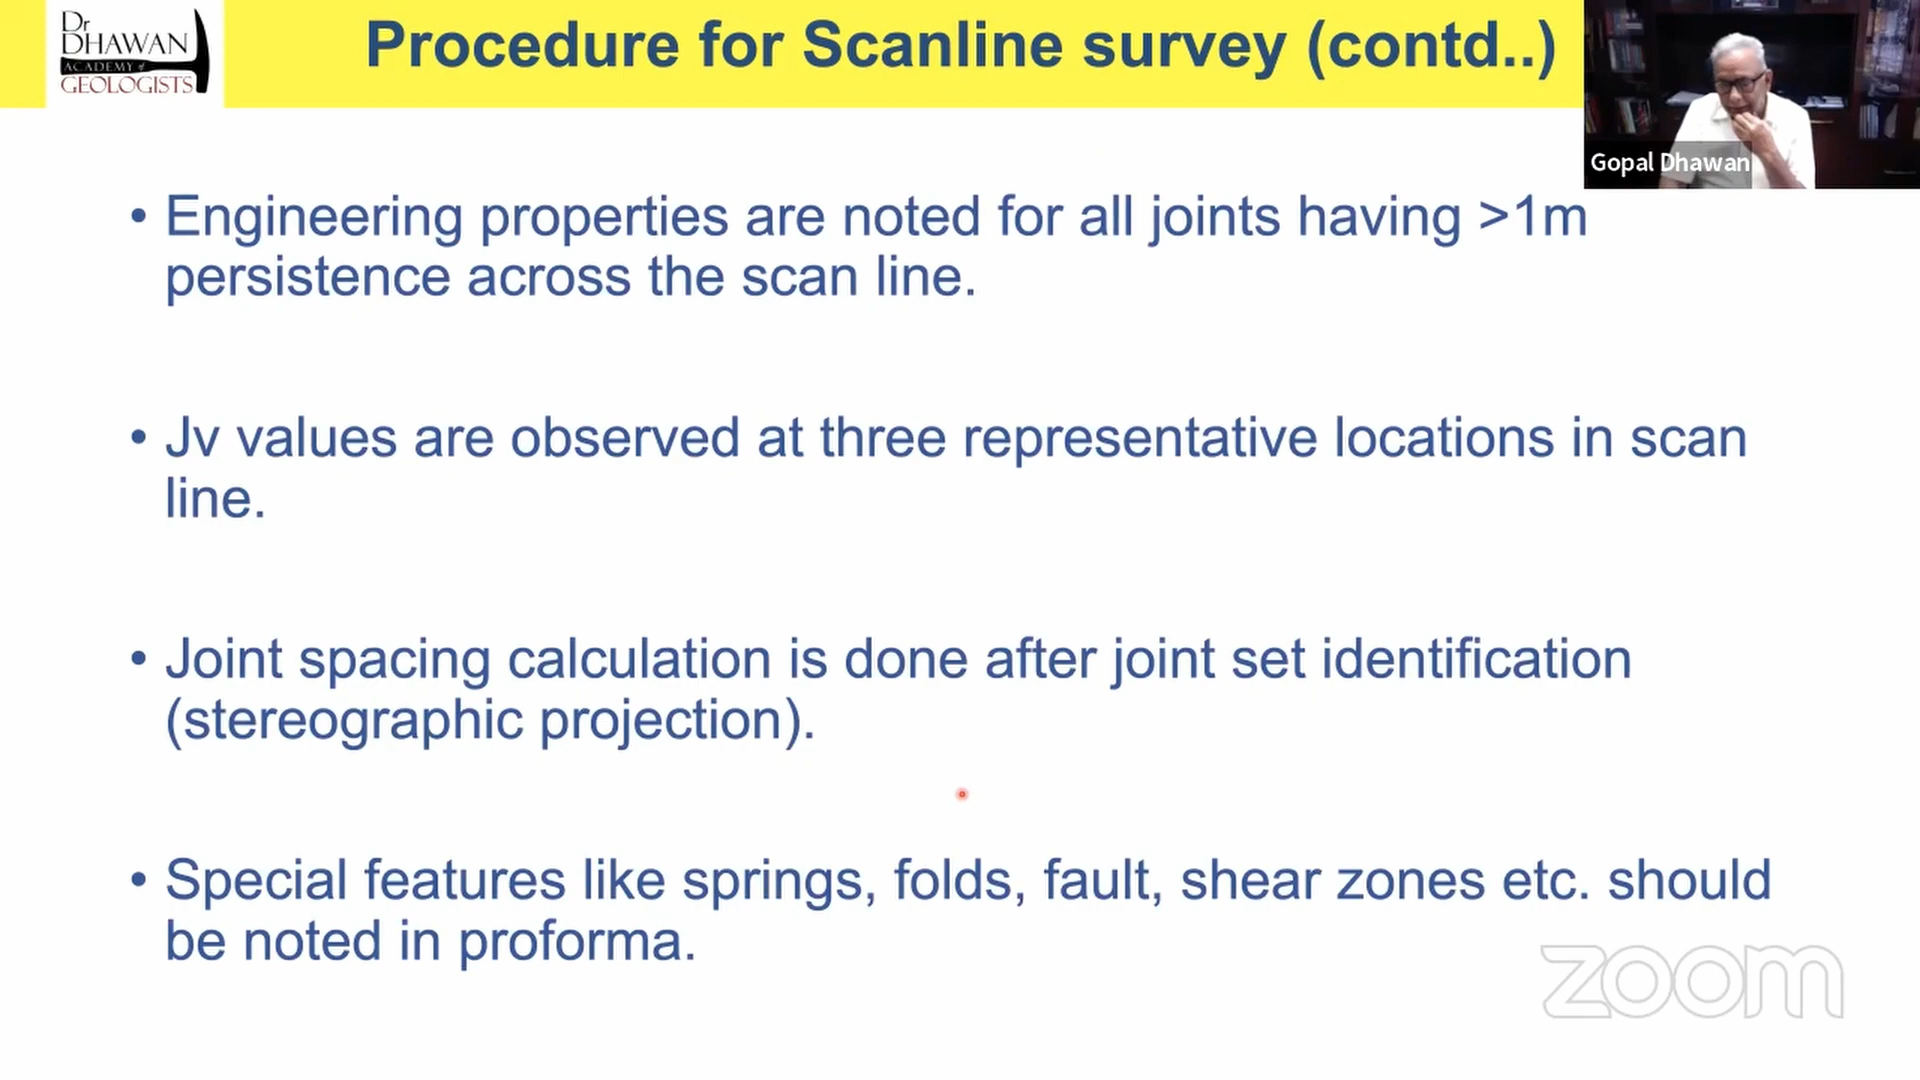 Dr
DHAWAN
ACADEMY of
GEOLOGISTS
Procedure for Scanline survey (contd..)
Gopal Dhawan
• Engineering properties are noted for all joints having >1m
persistence across the scan line.
• Jv values are observed at three representative locations in scan
line.
• Joint spacing calculation is done after joint set identification
(stereographic projection).
• Special features like springs, folds, fault, shear zones etc. should
be noted in proforma.
zoom